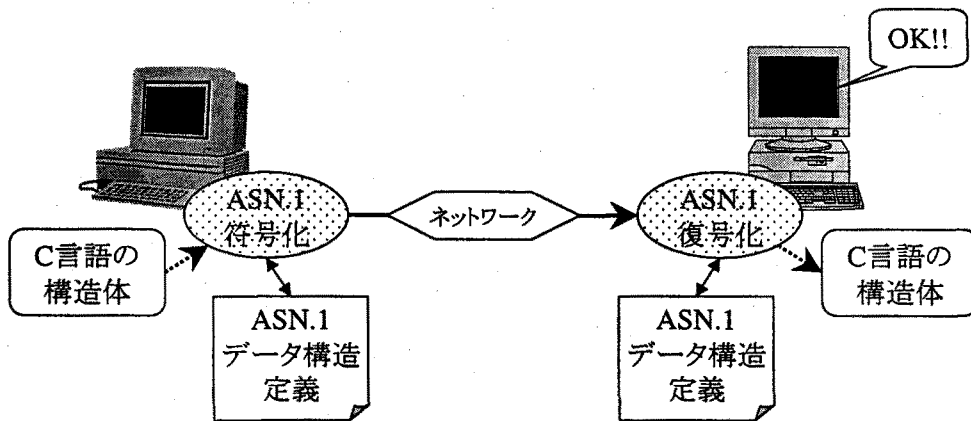 OK!!
ASN.1
符号化
ネットワーク
ASN.1
復号化
C言語の
構造体
C言語の
構造体
ASN.1
データ構造
定義
ASN.1
データ構造
定義